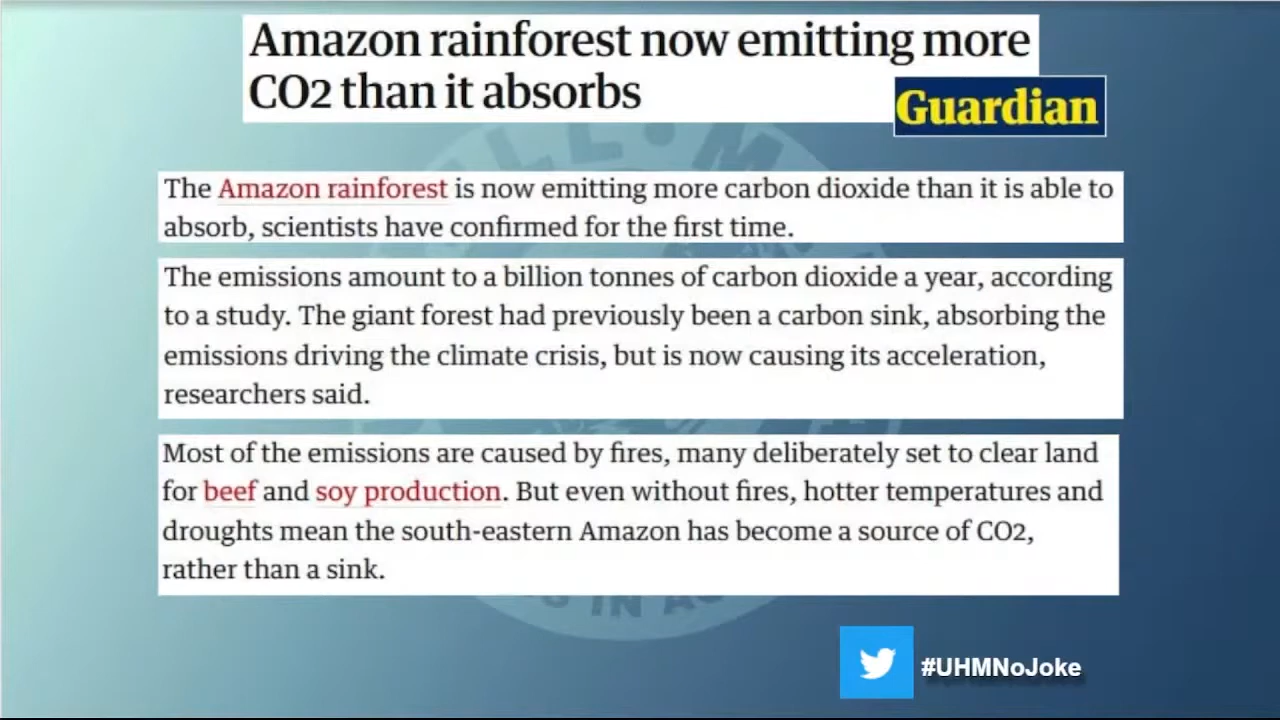 Amazon rainforest now emitting more
CO2 than it absorbs
Guardian
The Amazon rainforest is now emitting more carbon dioxide than it is able to
absorb, scientists have confirmed for the first time.
The emissions amount to a billion tonnes of carbon dioxide a year, according
to a study. The giant forest had previously been a carbon sink, absorbing the
emissions driving the climate crisis, but is now causing its acceleration,
researchers said.
Most of the emissions are caused by fires, many deliberately set to clear land
for beef and soy production. But even without fires, hotter temperatures and
droughts mean the south-eastern Amazon has become a source of CO2,
rather than a sink.
#UHMNoJoke